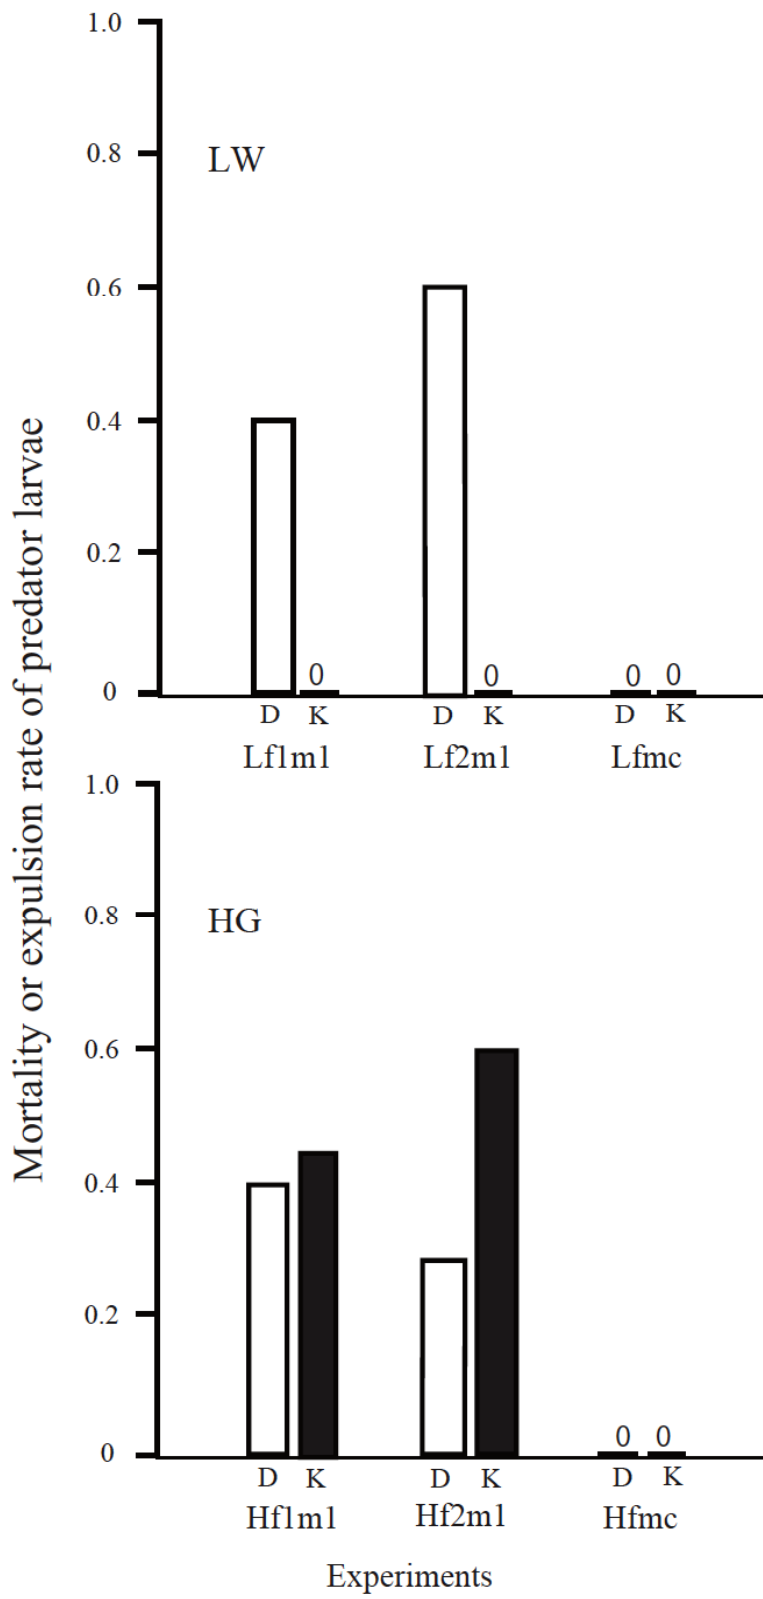 Mortality or expulsion rate of predator larvae
1.0
0.8
0.6
0.4
0.2
0
LW
0
0
0 0
D K D K D K
Lf1m1 Lf2m1 Lfmc
1.0
0.8
0.6
0.4
0.2
0
HG
0 0
D K D K D K
Hf1m1 Hf2m1 Hfmc
Experiments